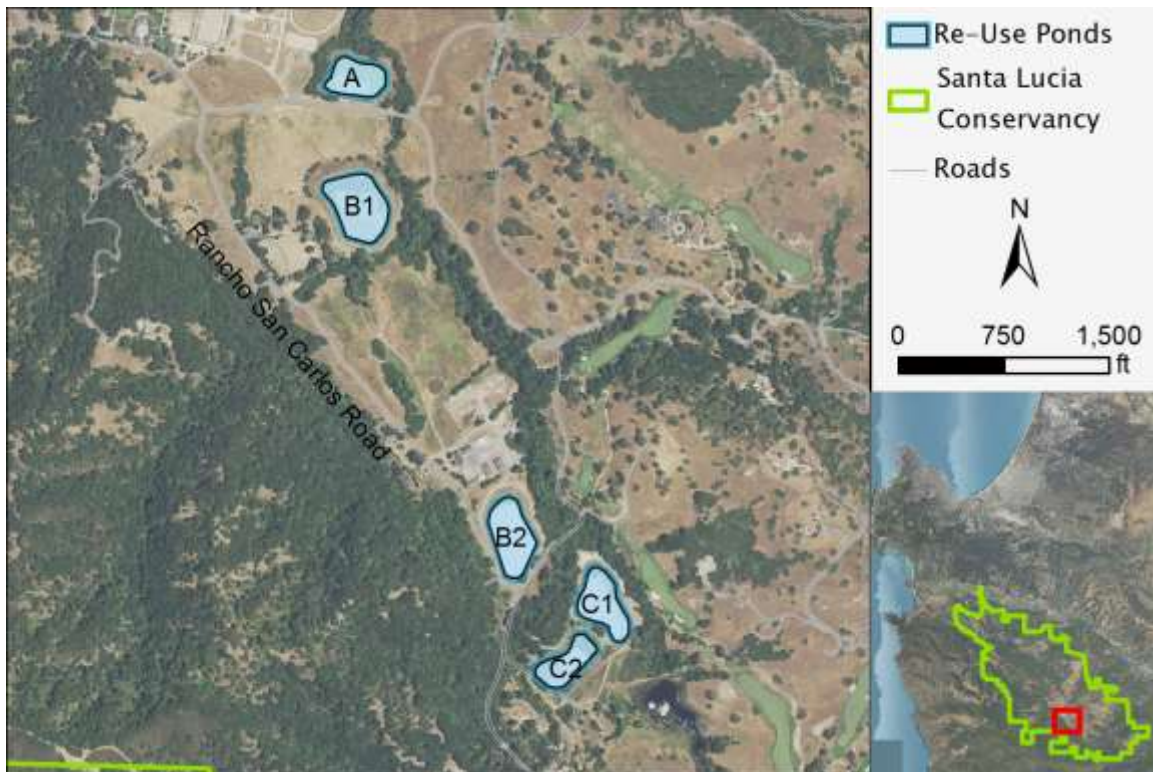 A
B1
Rancho San Carlos Road
B2
C1
C2
Re-Use Ponds
Santa Lucia
Conservancy
Roads
N
0 750 1,500
ft